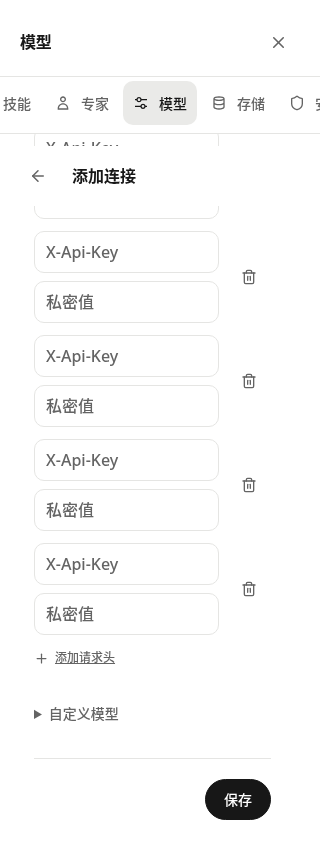 模型
技能
专家
模型
存储
添加连接
X-Api-Key
私密值
X-Api-Key
私密值
X-Api-Key
私密值
X-Api-Key
私密值
添加请求头
自定义模型
保存